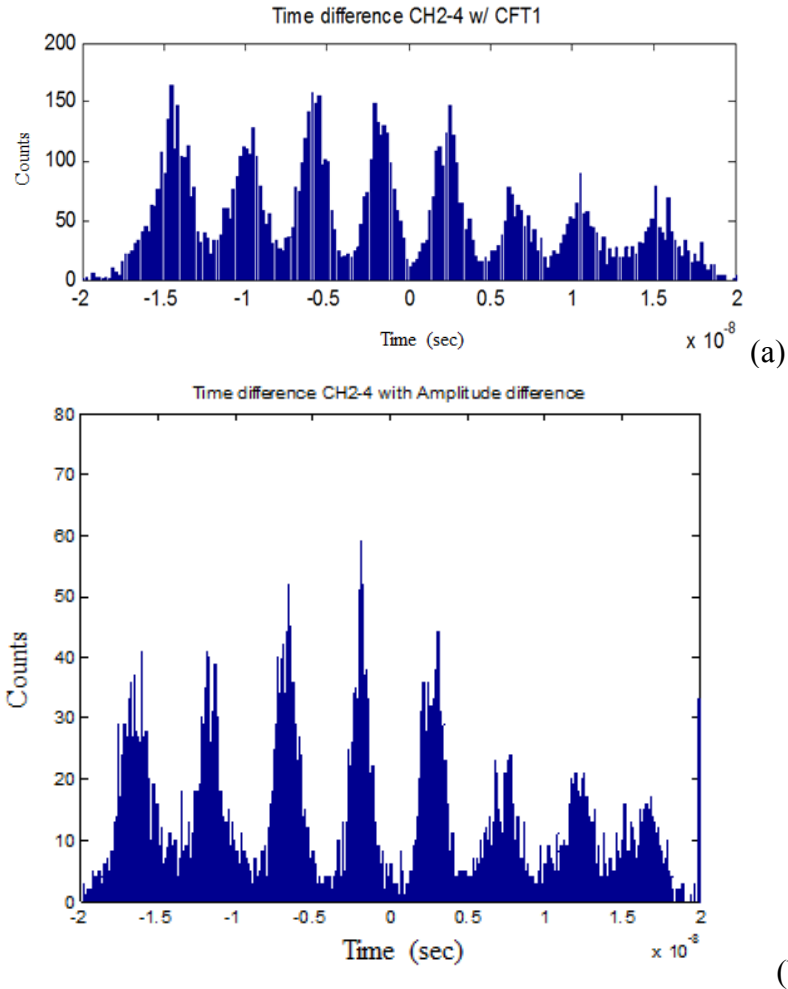 Time difference CH2-4 w/ CFT1
200
150
100
50
0
Counts
-2 -1.5 -1 -0.5 0 0.5 1 1.5 2
Time (sec)
x 10^-8
(a)
Time difference CH2-4 with Amplitude difference
80
70
60
50
40
30
20
10
0
Counts
-2 -1.5 -1 -0.5 0 0.5 1 1.5 2
Time (sec)
x 10^-8
(